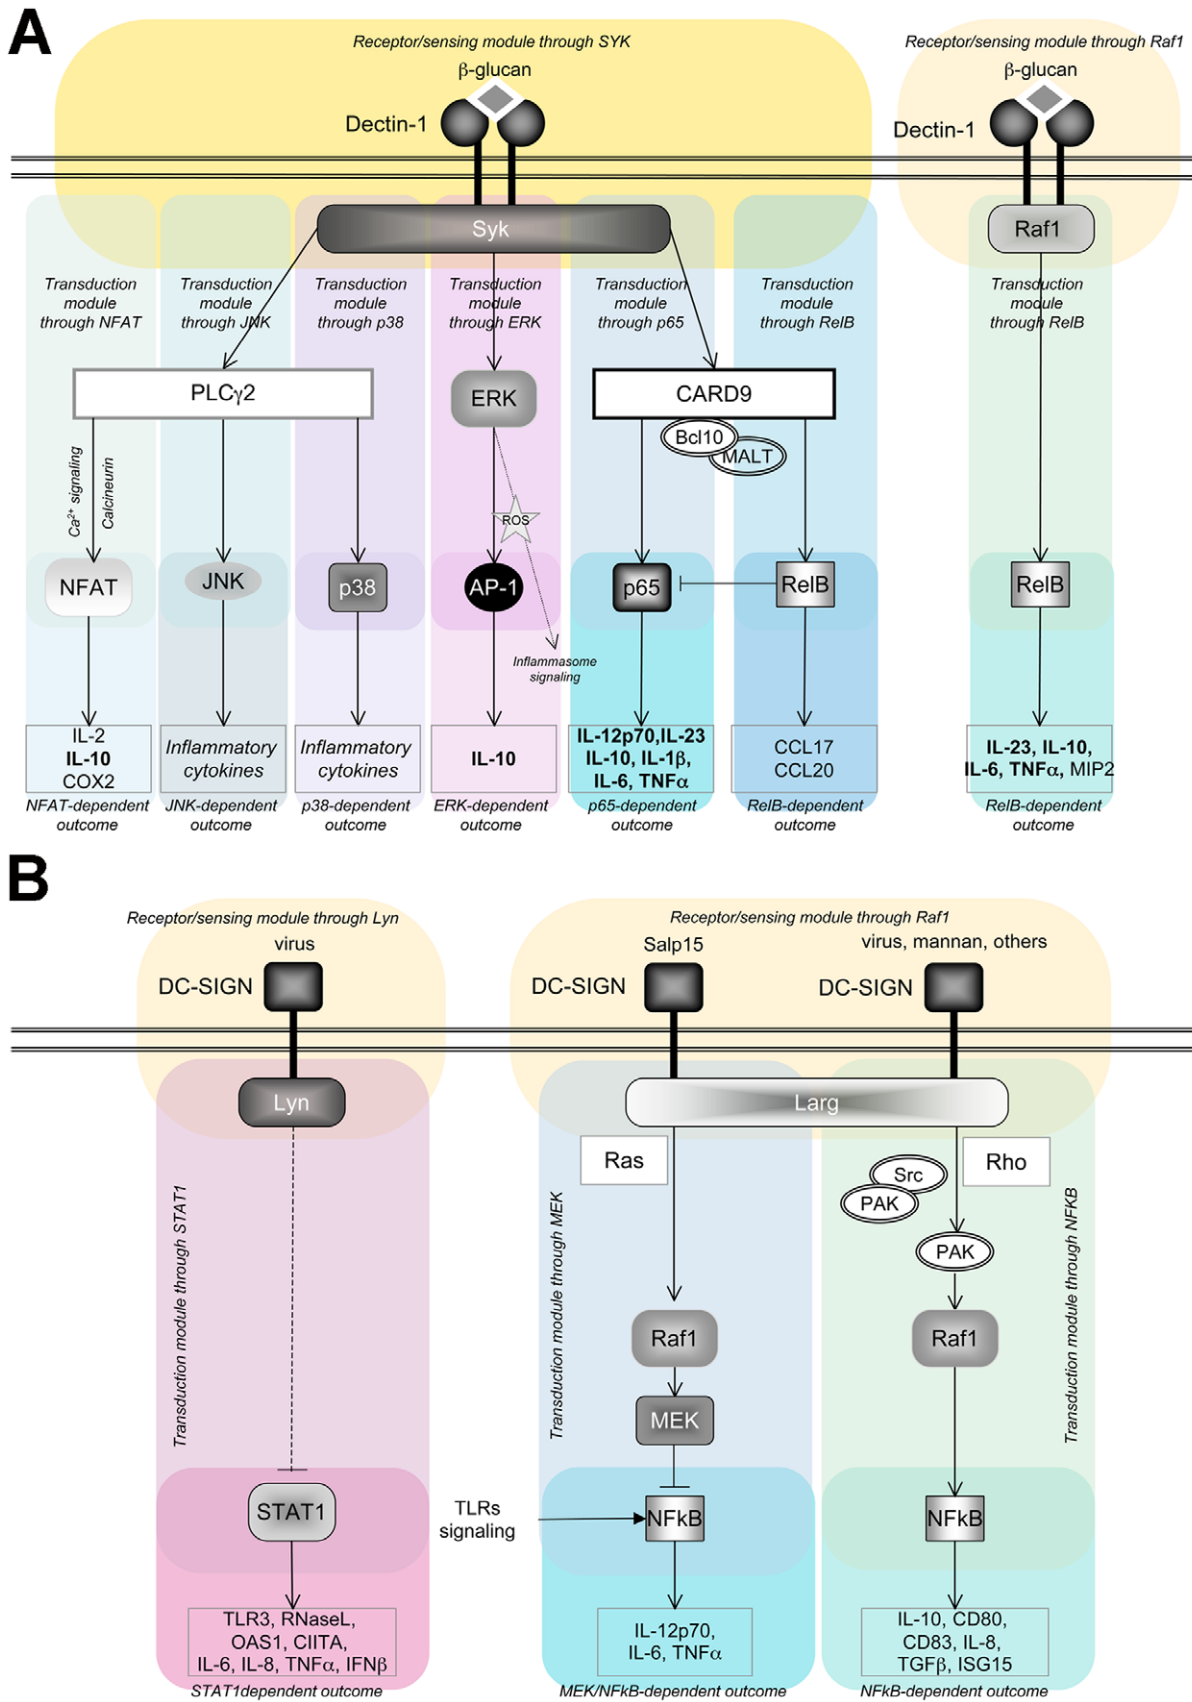 A
Receptor/sensing module through SYK
β-glucan
Dectin-1
Receptor/sensing module through Raf1
β-glucan
Dectin-1
Syk
Raf1
Transduction
module
through NFAT
Transduction
module
through JNK
Transduction
module
through p38
Transduction
module
through ERK
Transduction
module
through p65
Transduction
module
through RelB
Transduction
module
through RelB
PLCγ2
ERK
CARD9
Bcl10
MALT
Ca2+ signaling
Calcineurin
ROS
NFAT
JNK
p38
AP-1
p65
RelB
RelB
Inflammasome
signaling
IL-2
IL-10
COX2
Inflammatory
cytokines
Inflammatory
cytokines
IL-10
IL-12p70,IL-23
IL-10, IL-1β,
IL-6, TNFα
CCL17
CCL20
IL-23, IL-10,
IL-6, TNFα, MIP2
NFAT-dependent
outcome
JNK-dependent
outcome
p38-dependent
outcome
ERK-dependent
outcome
p65-dependent
outcome
RelB-dependent
outcome
RelB-dependent
outcome
B
Receptor/sensing module through Lyn
virus
DC-SIGN
Receptor/sensing module through Raf1
Salp15
DC-SIGN
virus, mannan, others
DC-SIGN
Lyn
Larg
Ras
Rho
Src
PAK
PAK
Transduction module through STAT1
Transduction module through MEK
Transduction module through NFKB
Raf1
Raf1
MEK
STAT1
TLRs
signaling
NFkB
NFkB
TLR3, RNaseL,
OAS1, CIITA,
IL-6, IL-8, TNFα, IFNβ
IL-12p70,
IL-6, TNFα
IL-10, CD80,
CD83, IL-8,
TGFβ, ISG15
STAT1dependent outcome
MEK/NFkB-dependent outcome
NFkB-dependent outcome